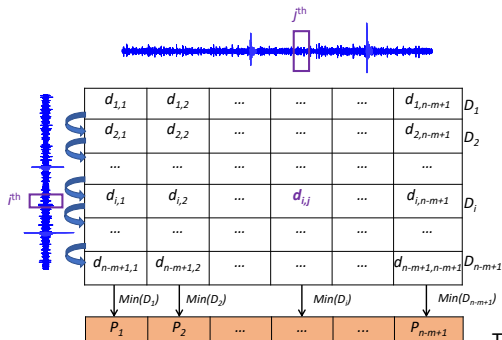 jth
d1,1 d1,2 ... ... ... d1,n-m+1 D1
d2,1 d2,2 ... ... ... d2,n-m+1 D2
... ... ... ... ... ...
ith di,1 di,2 ... di,j ... di,n-m+1 Di
... ... ... ... ... ...
dn-m+1,1 dn-m+1,2 ... ... ... dn-m+1,n-m+1 Dn-m+1
Min(D1) Min(D2) Min(Di) Min(Dn-m+1)
P1 P2 ... ... ... Pn-m+1